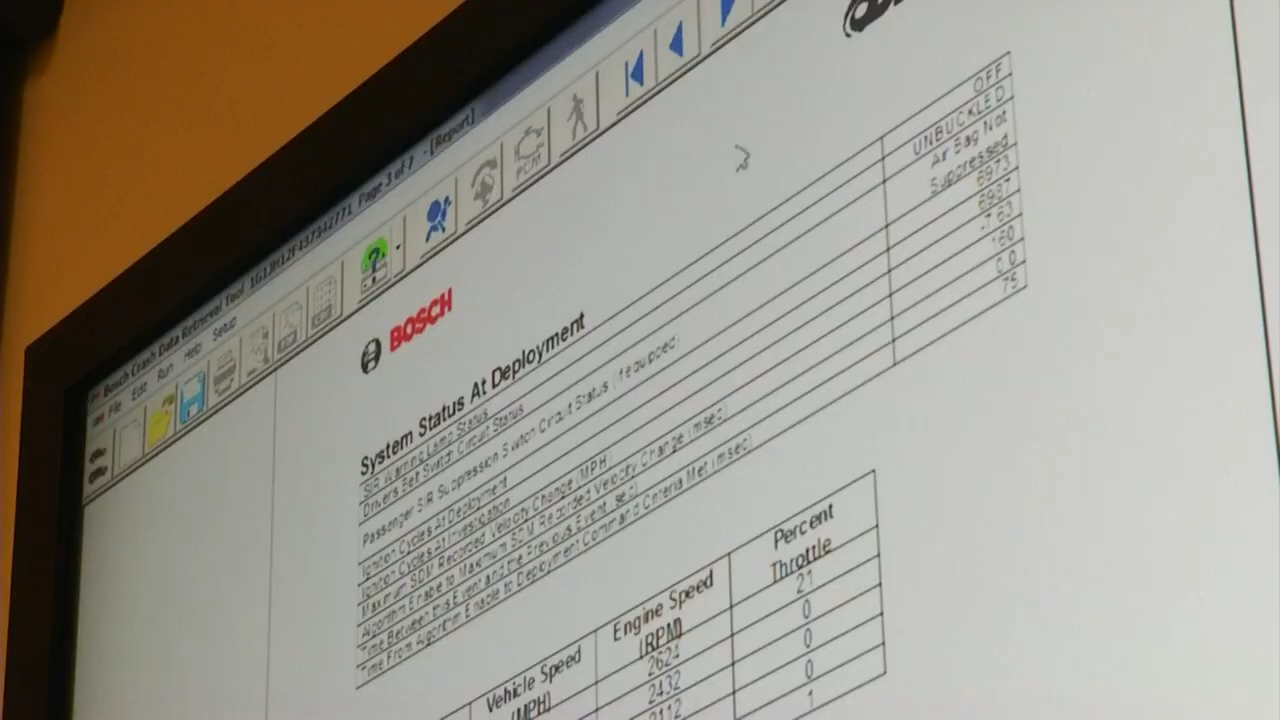 Bosch Crash Data Retrieval Tool Page 3 of 7 - [Report]
File Edit Run Help Setup
PCM
BOSCH
System Status At Deployment
SIR Warning Lamp Status OFF
Drivers Belt Switch Circuit Status UNBUCKLED
Passenger SIR Suppression Switch Circuit Status (if equipped) Air Bag Not
Suppressed
Ignition Cycles At Deployment 6973
Ignition Cycles At Investigation 6987
Maximum SDM Recorded Velocity Change (MPH) -7.63
Algorithm Enable to Maximum SDM Recorded Velocity Change (msec) 160
Time Between this Event and the Previous Event (sec) 0.0
Time From Algorithm Enable to Deployment Command Criteria Met (msec) 75
Vehicle Speed
(MPH)
Engine Speed
(RPM)
Percent
Throttle
2624 21
2432 0
2112 0
0
1